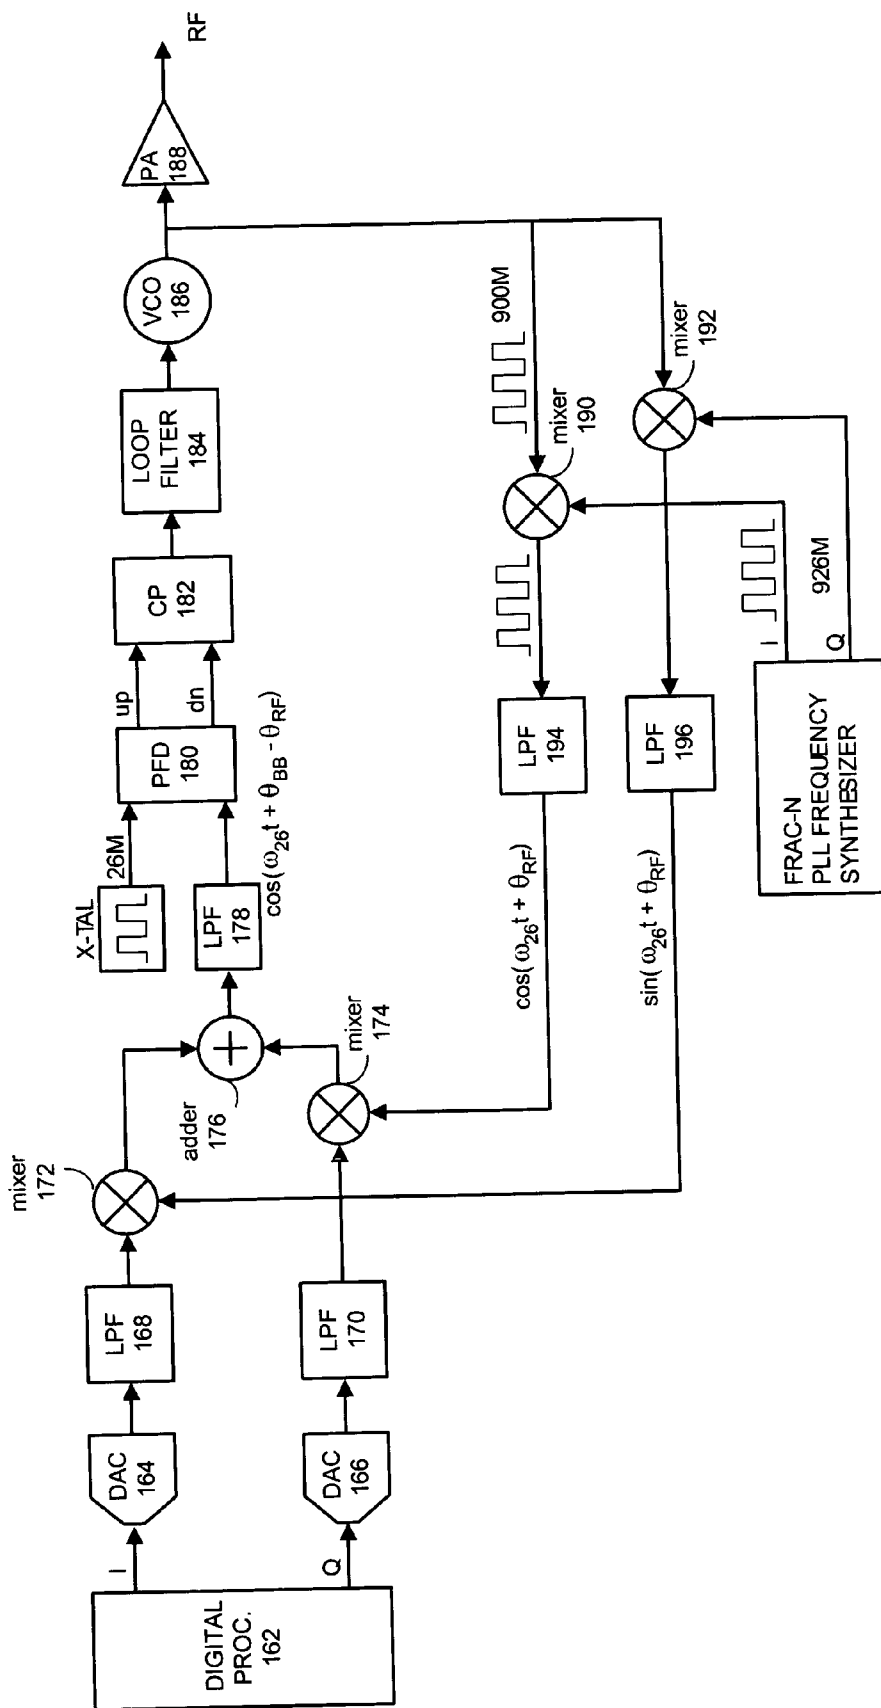 DIGITAL
PROC.
162
I
Q
DAC
164
DAC
166
LPF
168
LPF
170
mixer
172
mixer
174
adder
176
LPF
178
X-TAL
26M
cos(ω26t + θBB - θRF)
PFD
180
up
dn
CP
182
LOOP
FILTER
184
VCO
186
PA
188
RF
900M
mixer
190
mixer
192
LPF
194
LPF
196
cos(ω26t + θRF)
sin(ω26t + θRF)
I
926M
Q
FRAC-N
PLL FREQUENCY
SYNTHESIZER